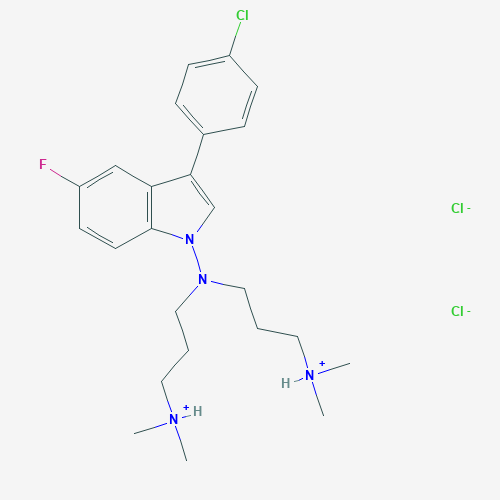 Cl
F
Cl -
N
N
Cl -
H N +
N + H